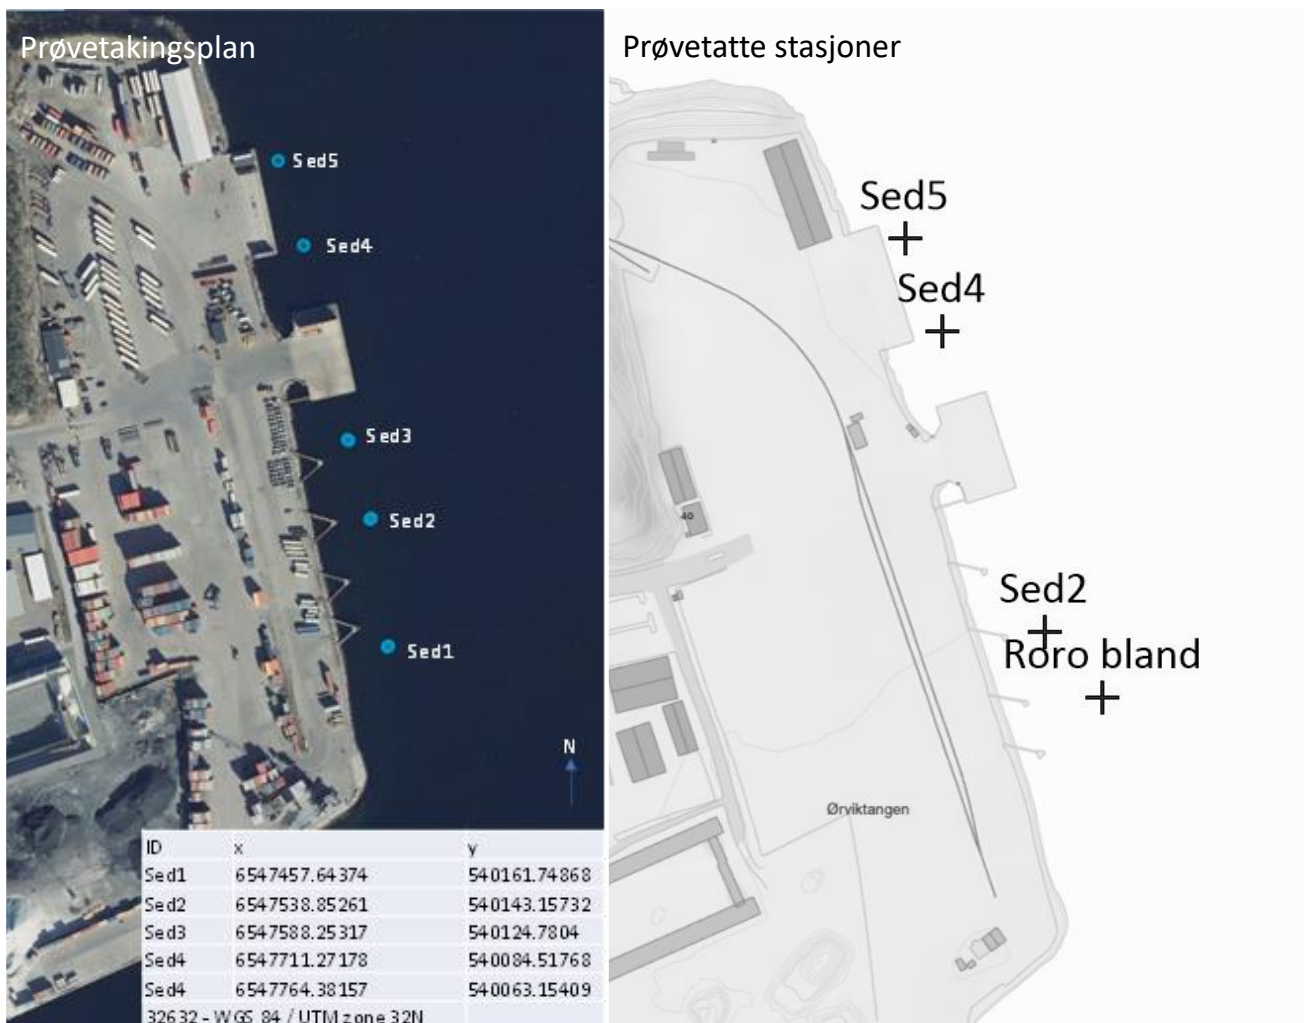 Prøvetakingsplan
Sed5
Sed4
Sed3
Sed2
Sed1
N
ID x y
Sed1 6547457.64374 540161.74868
Sed2 6547538.85261 540143.15732
Sed3 6547588.25317 540124.7804
Sed4 6547711.27178 540084.51768
Sed4 6547764.38157 540063.15409
32632 - WGS 84 / UTM zone 32N
Prøvetatte stasjoner
Sed5
Sed4
40
Sed2
Roro bland
Ørviktangen